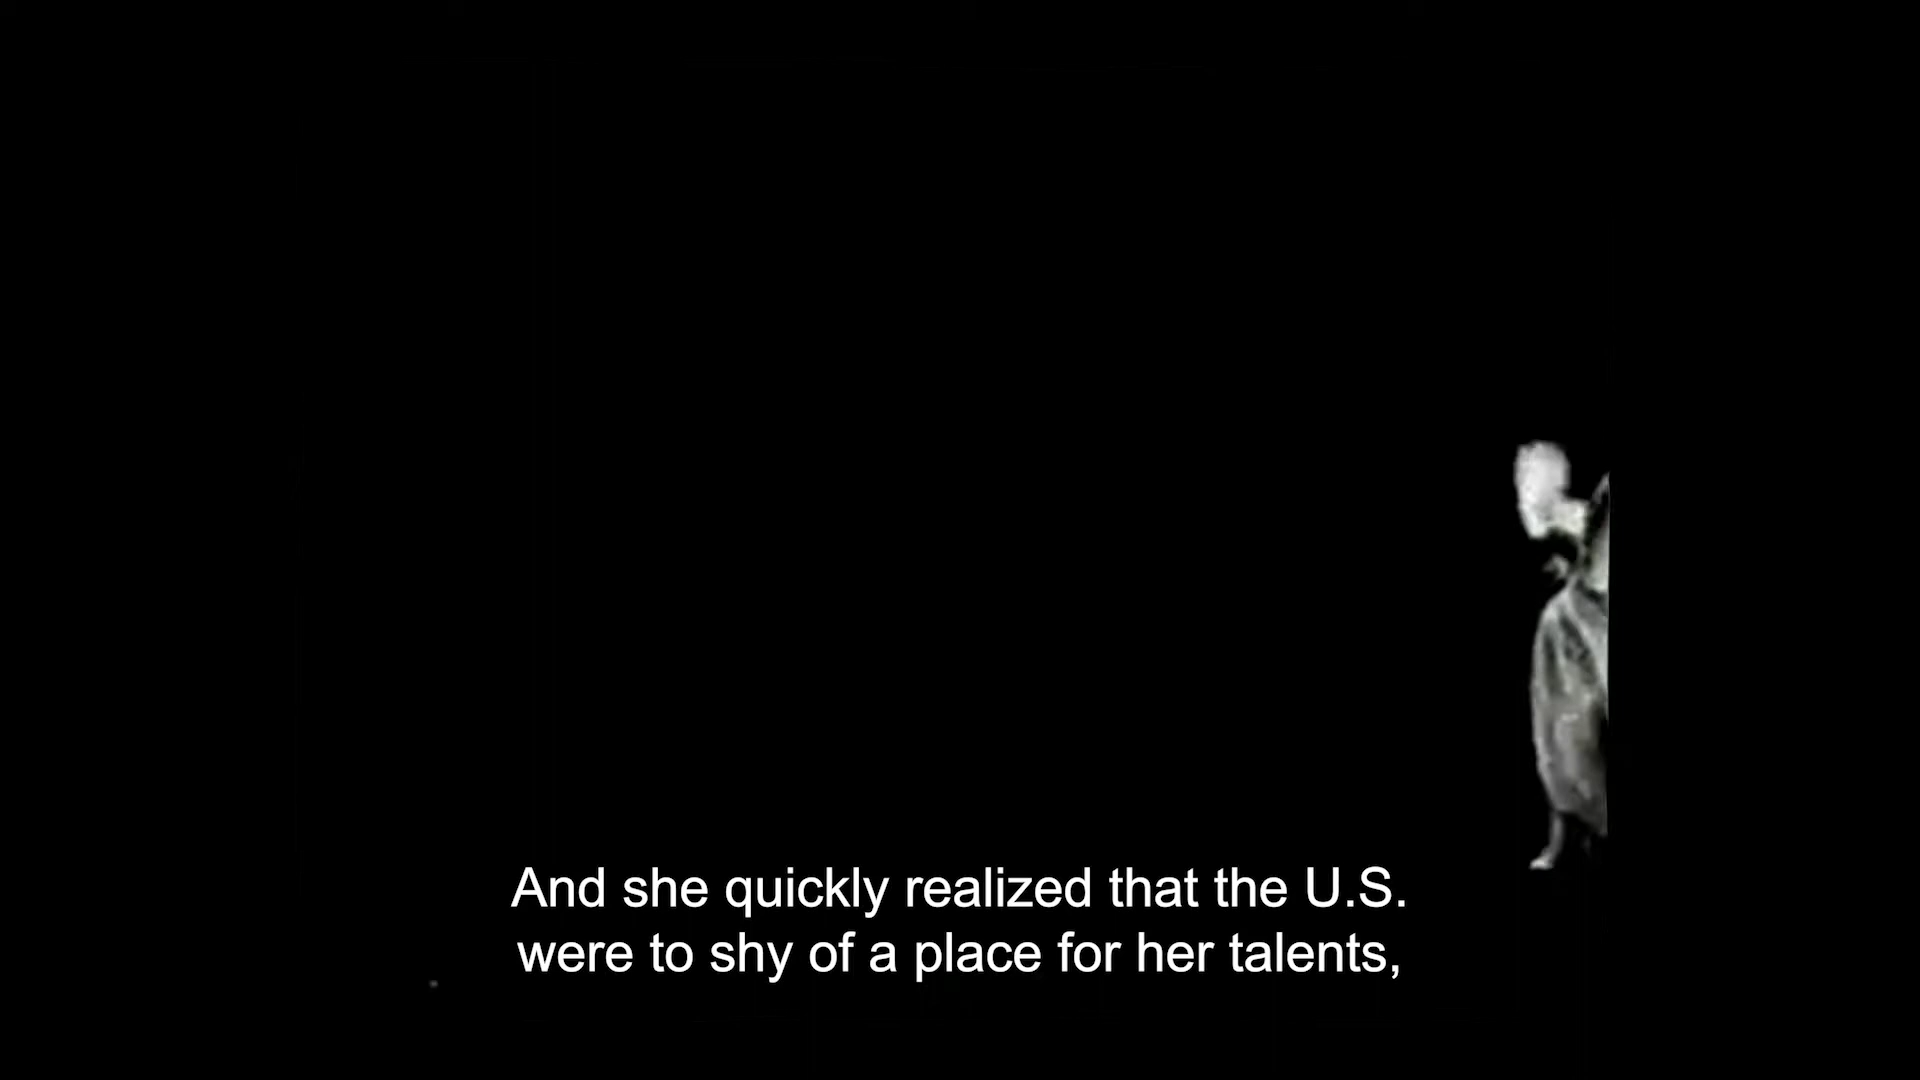 And she quickly realized that the U.S.
were to shy of a place for her talents,